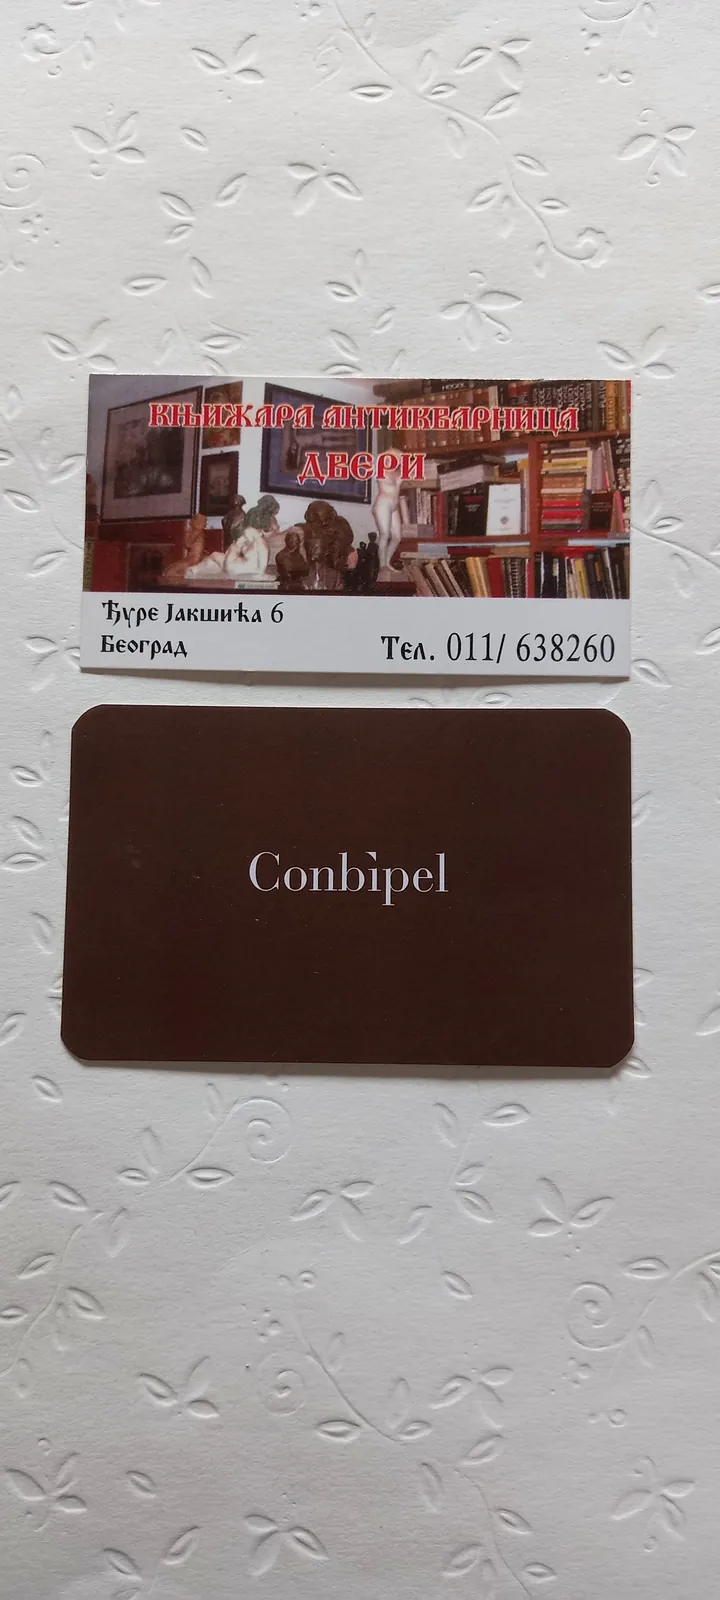 КЊИЖАРА АНТИКВАРНИЦА
ДВЕРИ
Ђуре Јакшића 6
Београд
Тел. 011/ 638260
Conbipel